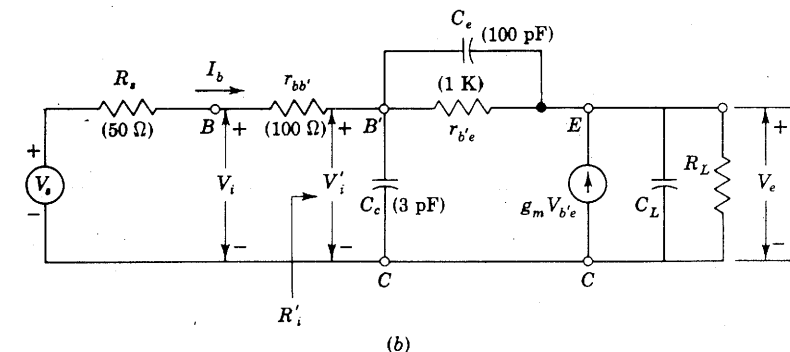 C_e (100 pF)
R_s I_b r_bb' (1 K)
(50 Ω) B + (100 Ω) + B' r_b'e E +
+ V_s − V_i V'_i C_c (3 pF) g_m V_b'e C_L R_L V_e
− − −
C C
R'_i
(b)